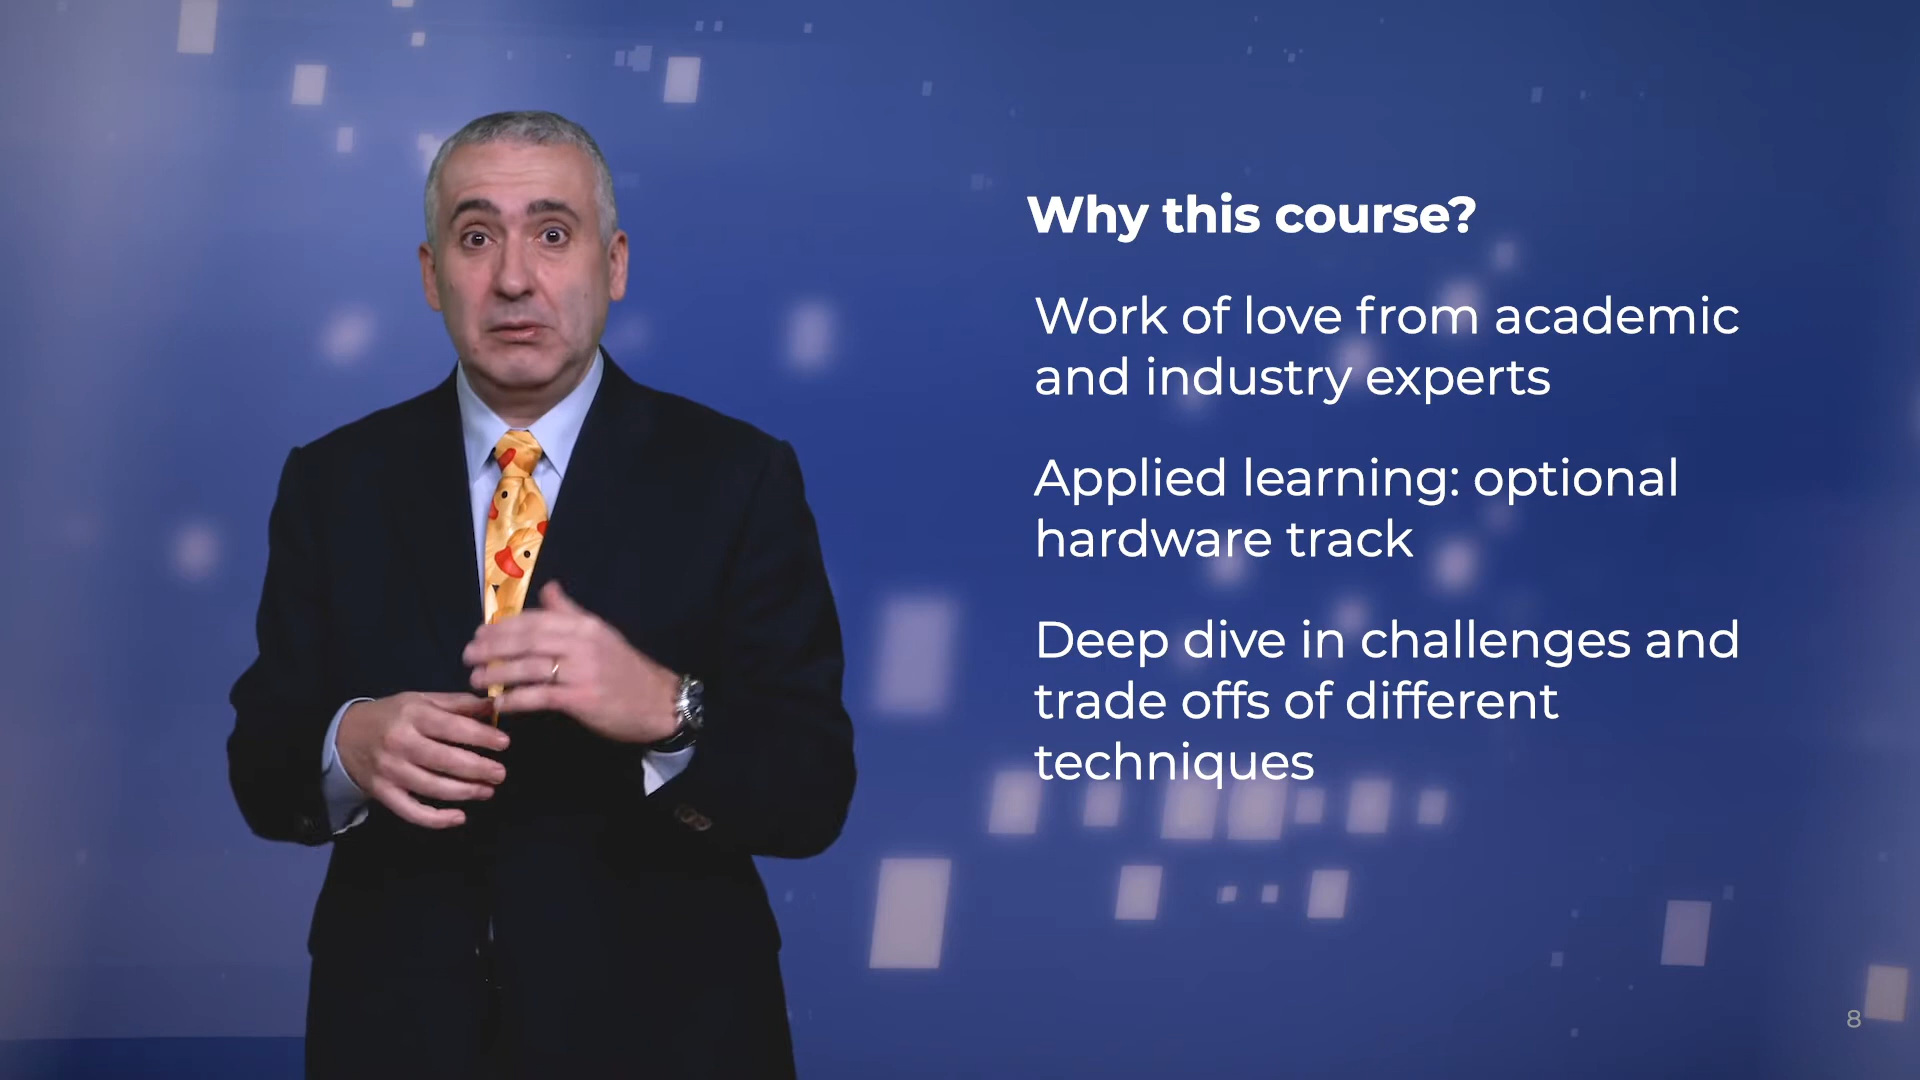 Why this course?
Work of love from academic
and industry experts
Applied learning: optional
hardware track
Deep dive in challenges and
trade offs of different
techniques
8